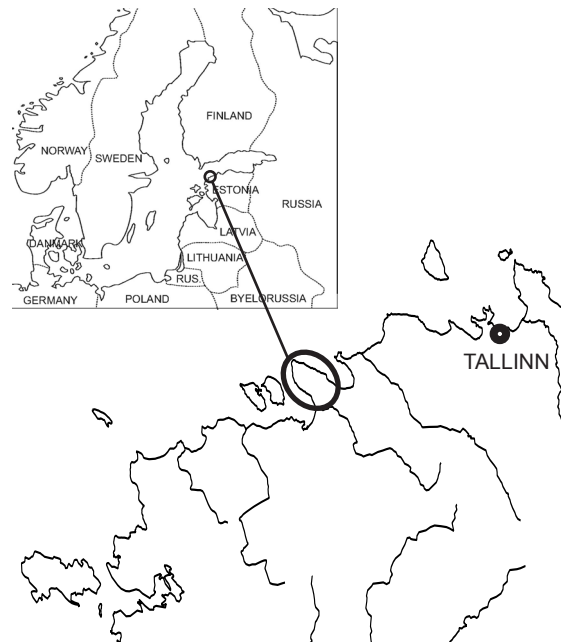 FINLAND
NORWAY
SWEDEN
ESTONIA
RUSSIA
LATVIA
DANMARK
LITHUANIA
RUS.
GERMANY
POLAND
BYELORUSSIA
TALLINN